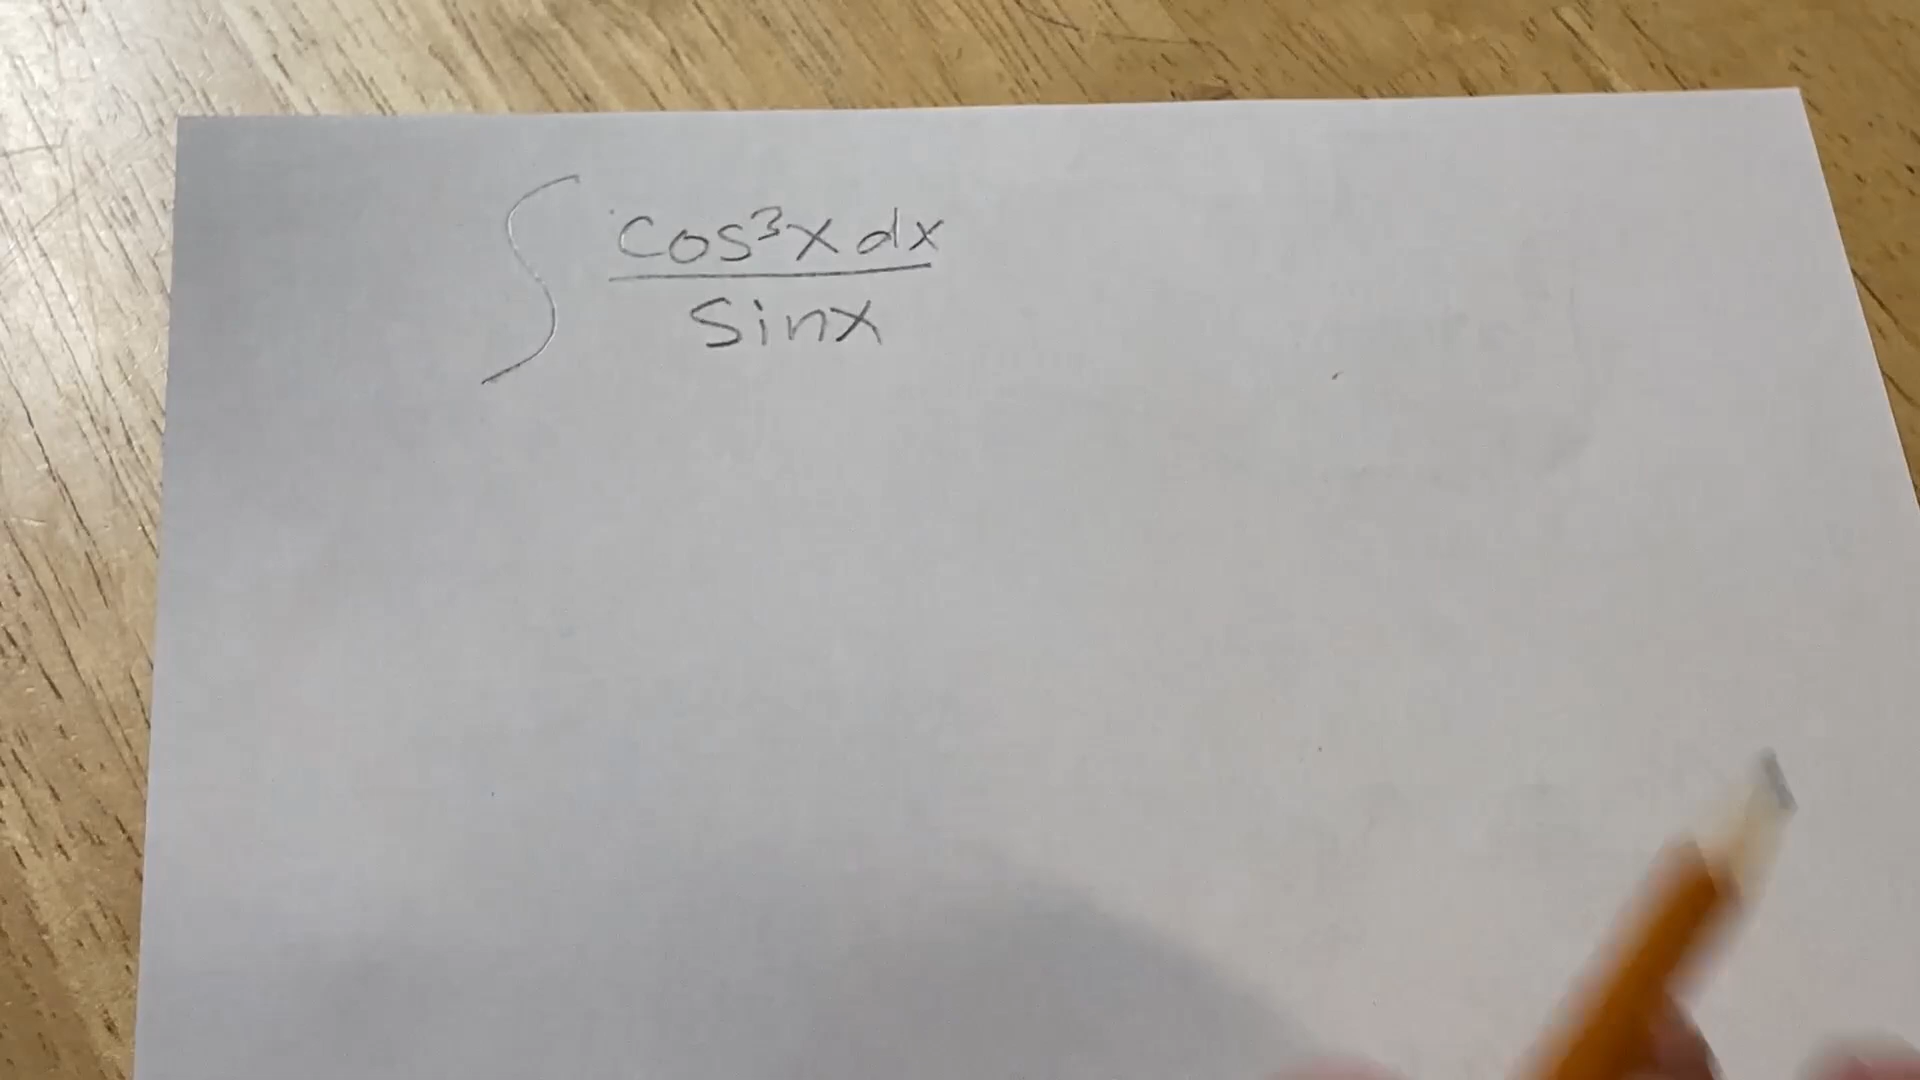 ∫ cos³x dx
sinx